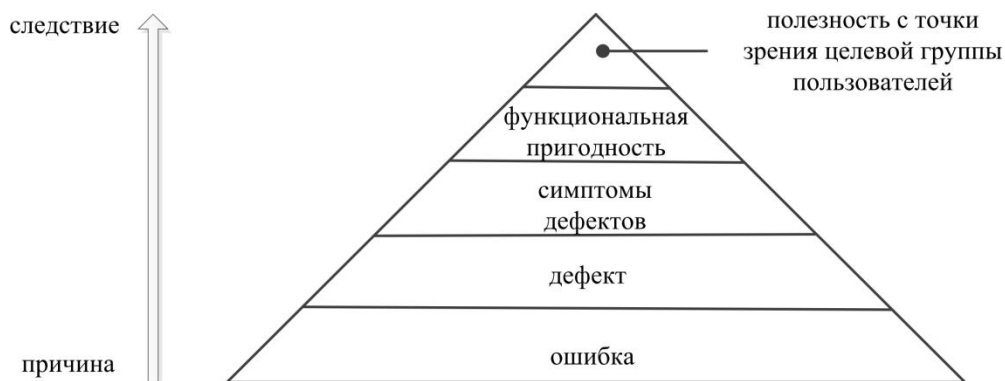 следствие
полезность с точки
зрения целевой группы
пользователей
функциональная
пригодность
симптомы
дефектов
дефект
ошибка
причина